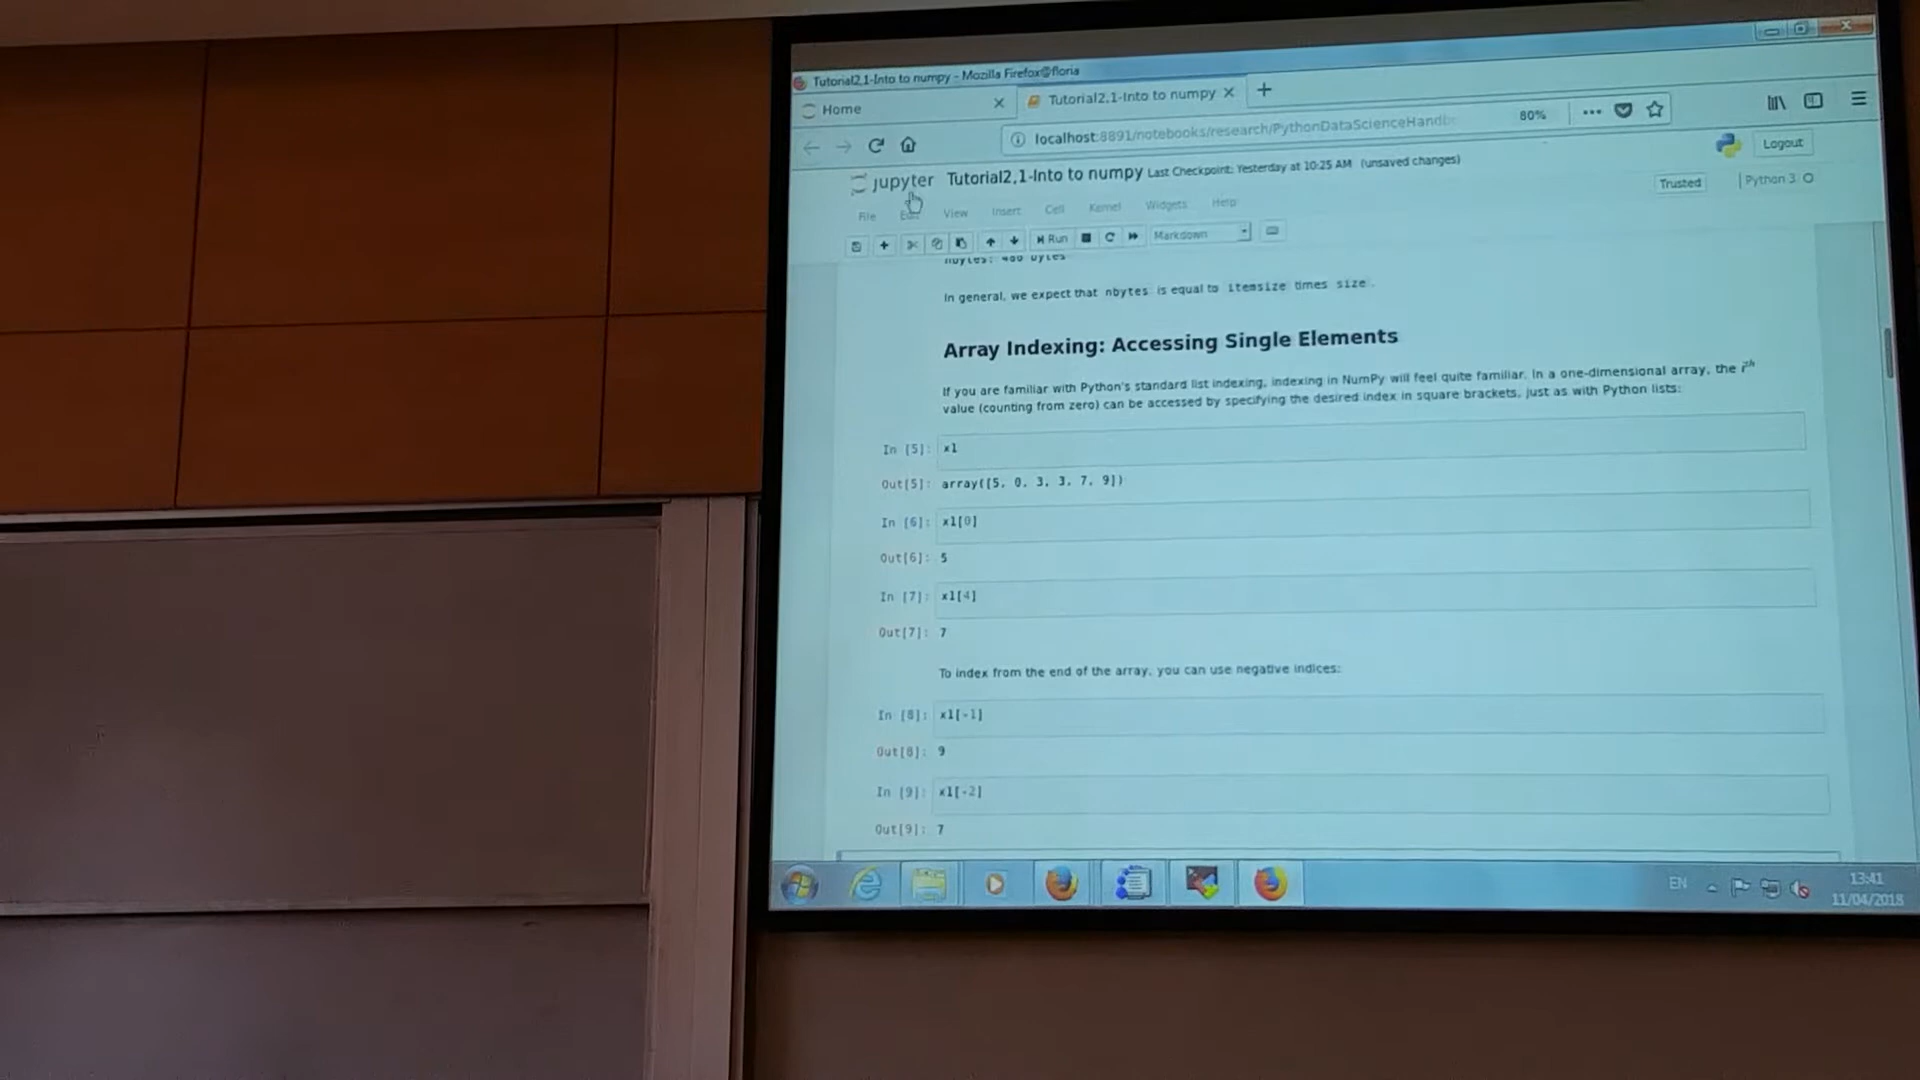 Tutorial2,1-Into to numpy - Mozilla Firefox@floria
Home
Tutorial2,1-Into to numpy
localhost:8891/notebooks/research/PythonDataScienceHandb
80%
jupyter Tutorial2,1-Into to numpy Last Checkpoint: Yesterday at 10:25 AM (unsaved changes)
Logout
File Edit View Insert Cell Kernel Widgets Help
Trusted
Python 3
Run
Markdown
nbytes: 480 bytes
In general, we expect that nbytes is equal to itemsize times size .
Array Indexing: Accessing Single Elements
If you are familiar with Python's standard list indexing, indexing in NumPy will feel quite familiar. In a one-dimensional array, the ith
value (counting from zero) can be accessed by specifying the desired index in square brackets, just as with Python lists:
In [5]: x1
Out[5]: array([5, 0, 3, 3, 7, 9])
In [6]: x1[0]
Out[6]: 5
In [7]: x1[4]
Out[7]: 7
To index from the end of the array, you can use negative indices:
In [8]: x1[-1]
Out[8]: 9
In [9]: x1[-2]
Out[9]: 7
EN
13:41
11/04/2018